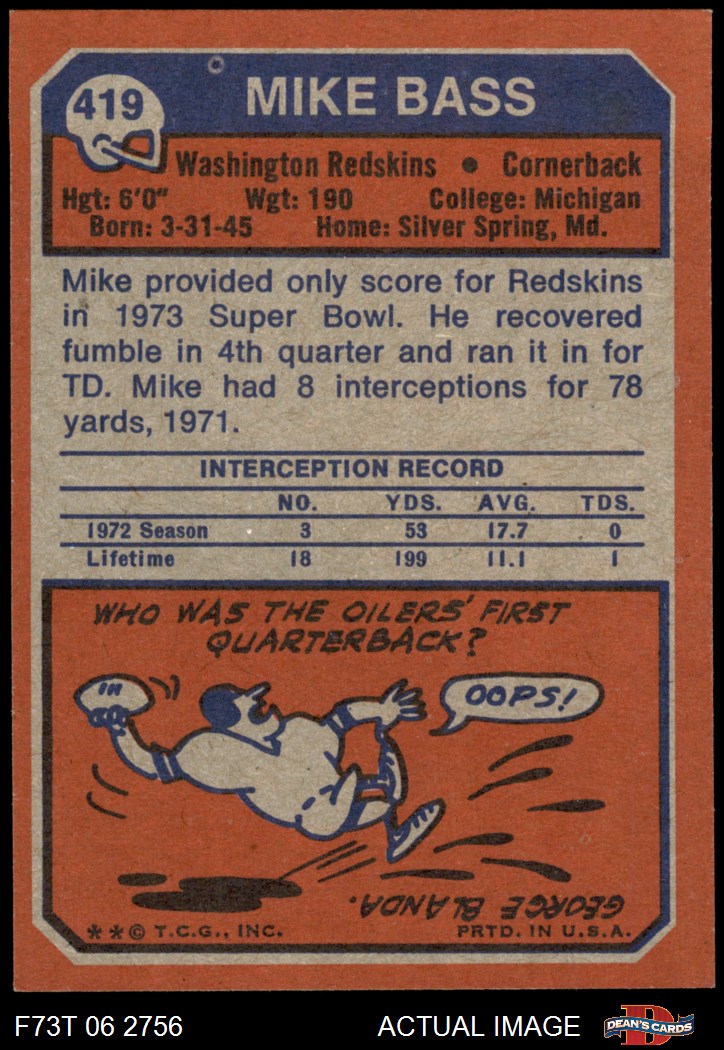 419
MIKE BASS
Washington Redskins • Cornerback
Hgt: 6'0" Wgt: 190 College: Michigan
Born: 3-31-45 Home: Silver Spring, Md.
Mike provided only score for Redskins
in 1973 Super Bowl. He recovered
fumble in 4th quarter and ran it in for
TD. Mike had 8 interceptions for 78
yards, 1971.
INTERCEPTION RECORD
NO. YDS. AVG. TDS.
1972 Season 3 53 17.7 0
Lifetime 18 199 11.1 1
WHO WAS THE OILERS' FIRST
QUARTERBACK?
OOPS!
GEORGE BLANDA.
**© T.C.G., INC. PRTD. IN U.S.A.
F73T 06 2756 ACTUAL IMAGE
D
DEAN'S CARDS